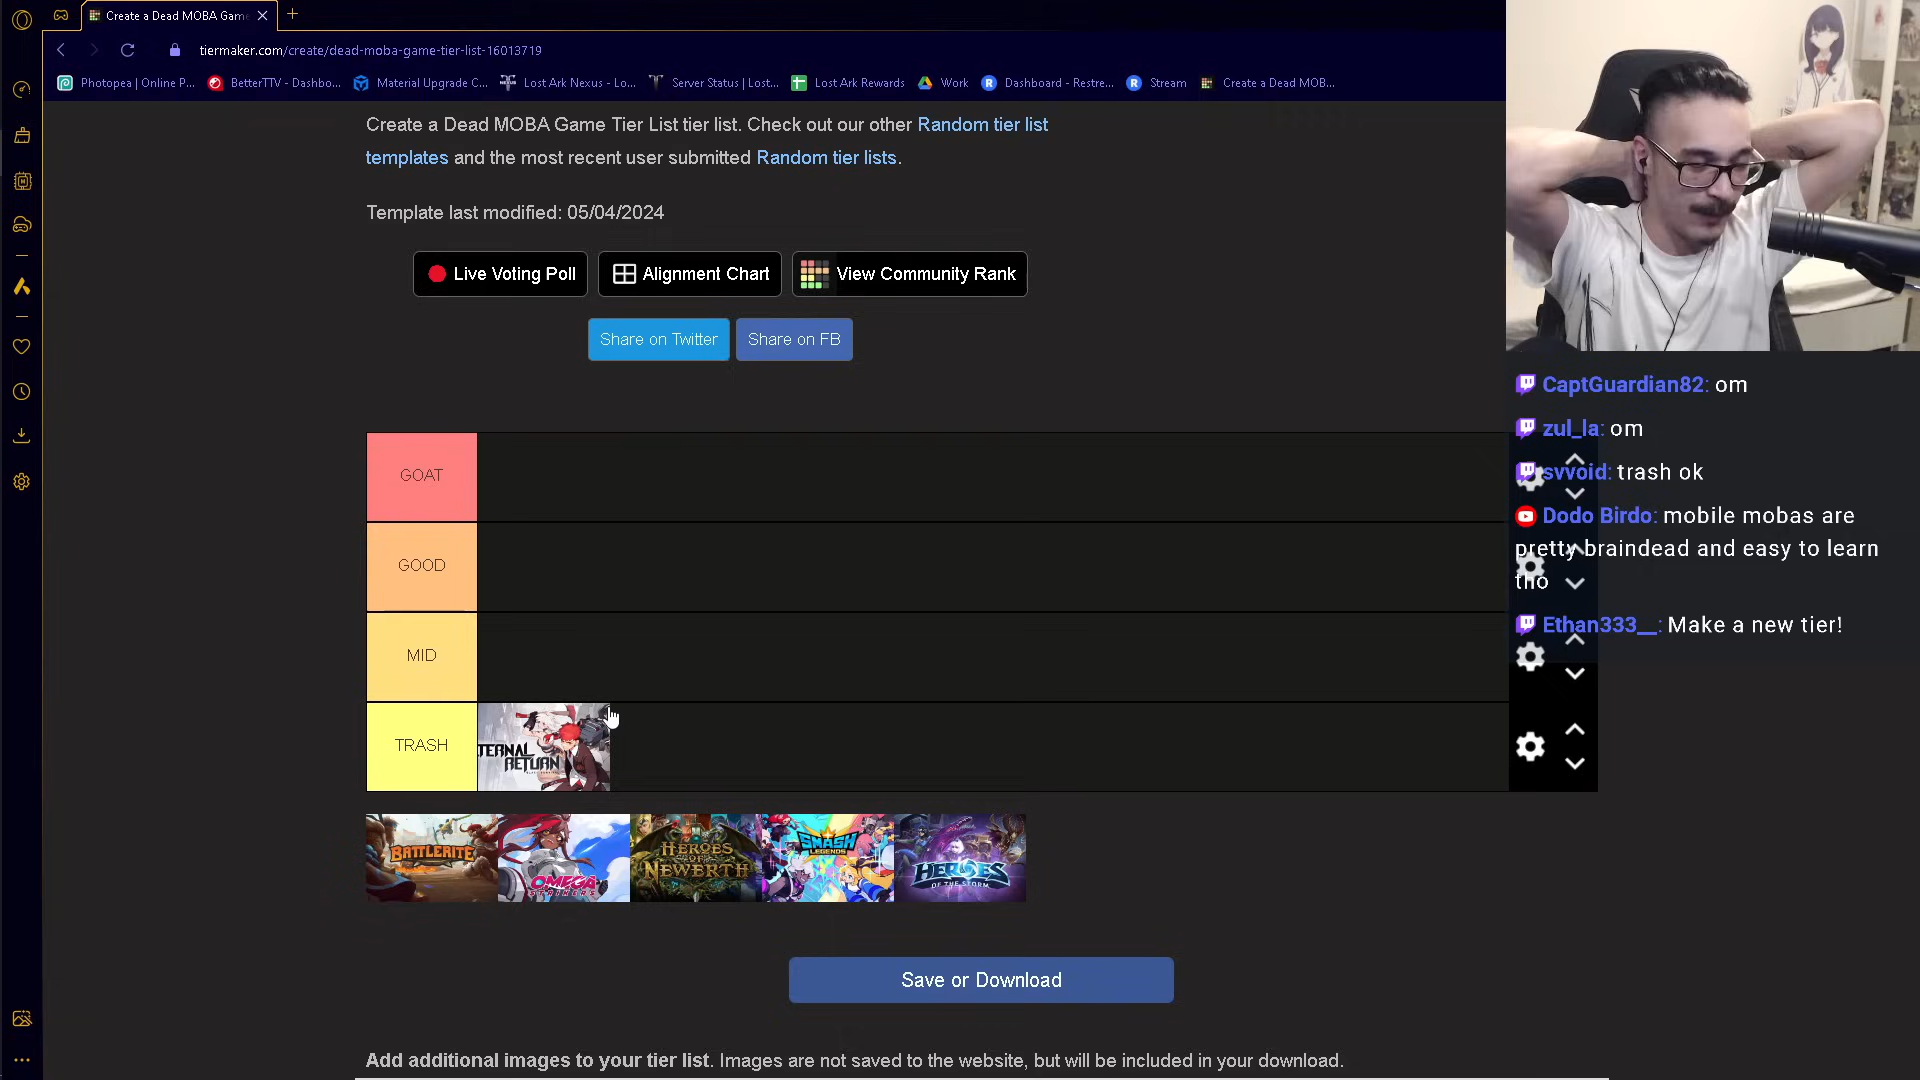 Create a Dead MOBA Game
tiermaker.com/create/dead-moba-game-tier-list-16013719
Photopea | Online P...
BetterTTV - Dashbo...
Material Upgrade C...
Lost Ark Nexus - Lo...
Server Status | Lost...
Lost Ark Rewards
Work
Dashboard - Restre...
Stream
Create a Dead MOB...
Create a Dead MOBA Game Tier List tier list. Check out our other Random tier list
templates and the most recent user submitted Random tier lists.
Template last modified: 05/04/2024
Live Voting Poll
Alignment Chart
View Community Rank
Share on Twitter
Share on FB
CaptGuardian82: om
zul_la: om
svvoid: trash ok
Dodo Birdo: mobile mobas are
pretty braindead and easy to learn
tho
Ethan333__: Make a new tier!
GOAT
GOOD
MID
TRASH
TERNAL
RETURN
BATTLERITE
OMEGA
STRIKERS
HEROES
OF
NEWERTH
SMASH
LEGENDS
HEROES
OF THE STORM
Save or Download
Add additional images to your tier list. Images are not saved to the website, but will be included in your download.